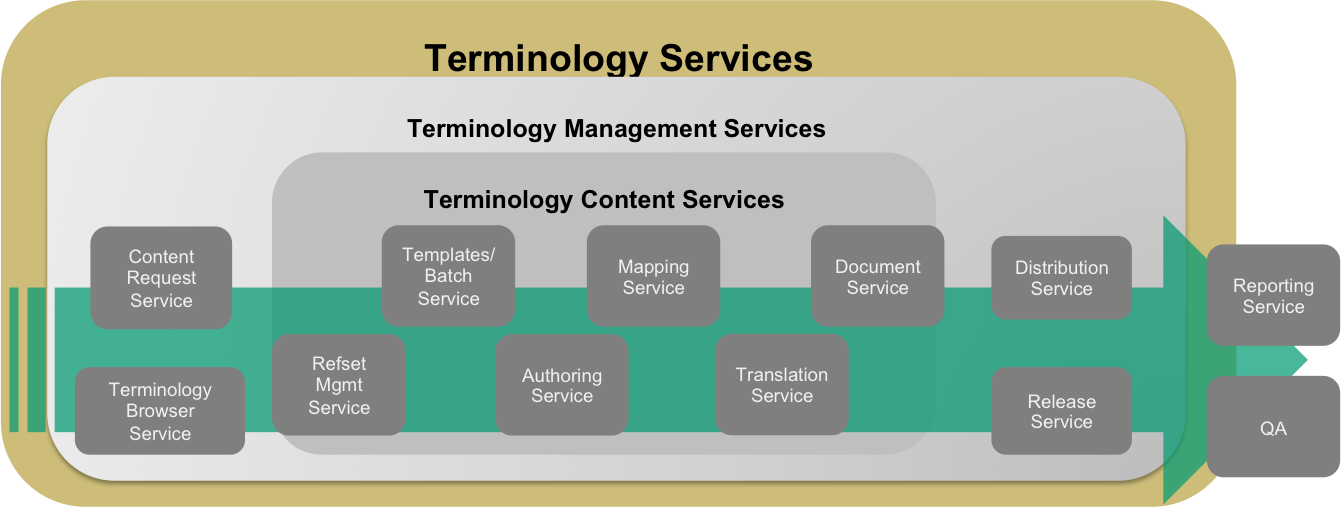 Terminology Services
Terminology Management Services
Terminology Content Services
Content
Request
Service
Templates/
Batch
Service
Mapping
Service
Document
Service
Distribution
Service
Reporting
Service
Terminology
Browser
Service
Refset
Mgmt
Service
Authoring
Service
Translation
Service
Release
Service
QA